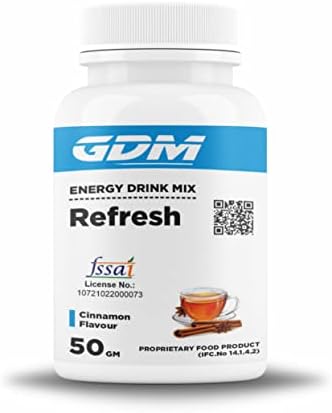 GDM
ENERGY DRINK MIX
Refresh
fssai
License No.:
10721022000073
Cinnamon
Flavour
50 GM
PROPRIETARY FOOD PRODUCT
(IFC.No 14.1.4.2)